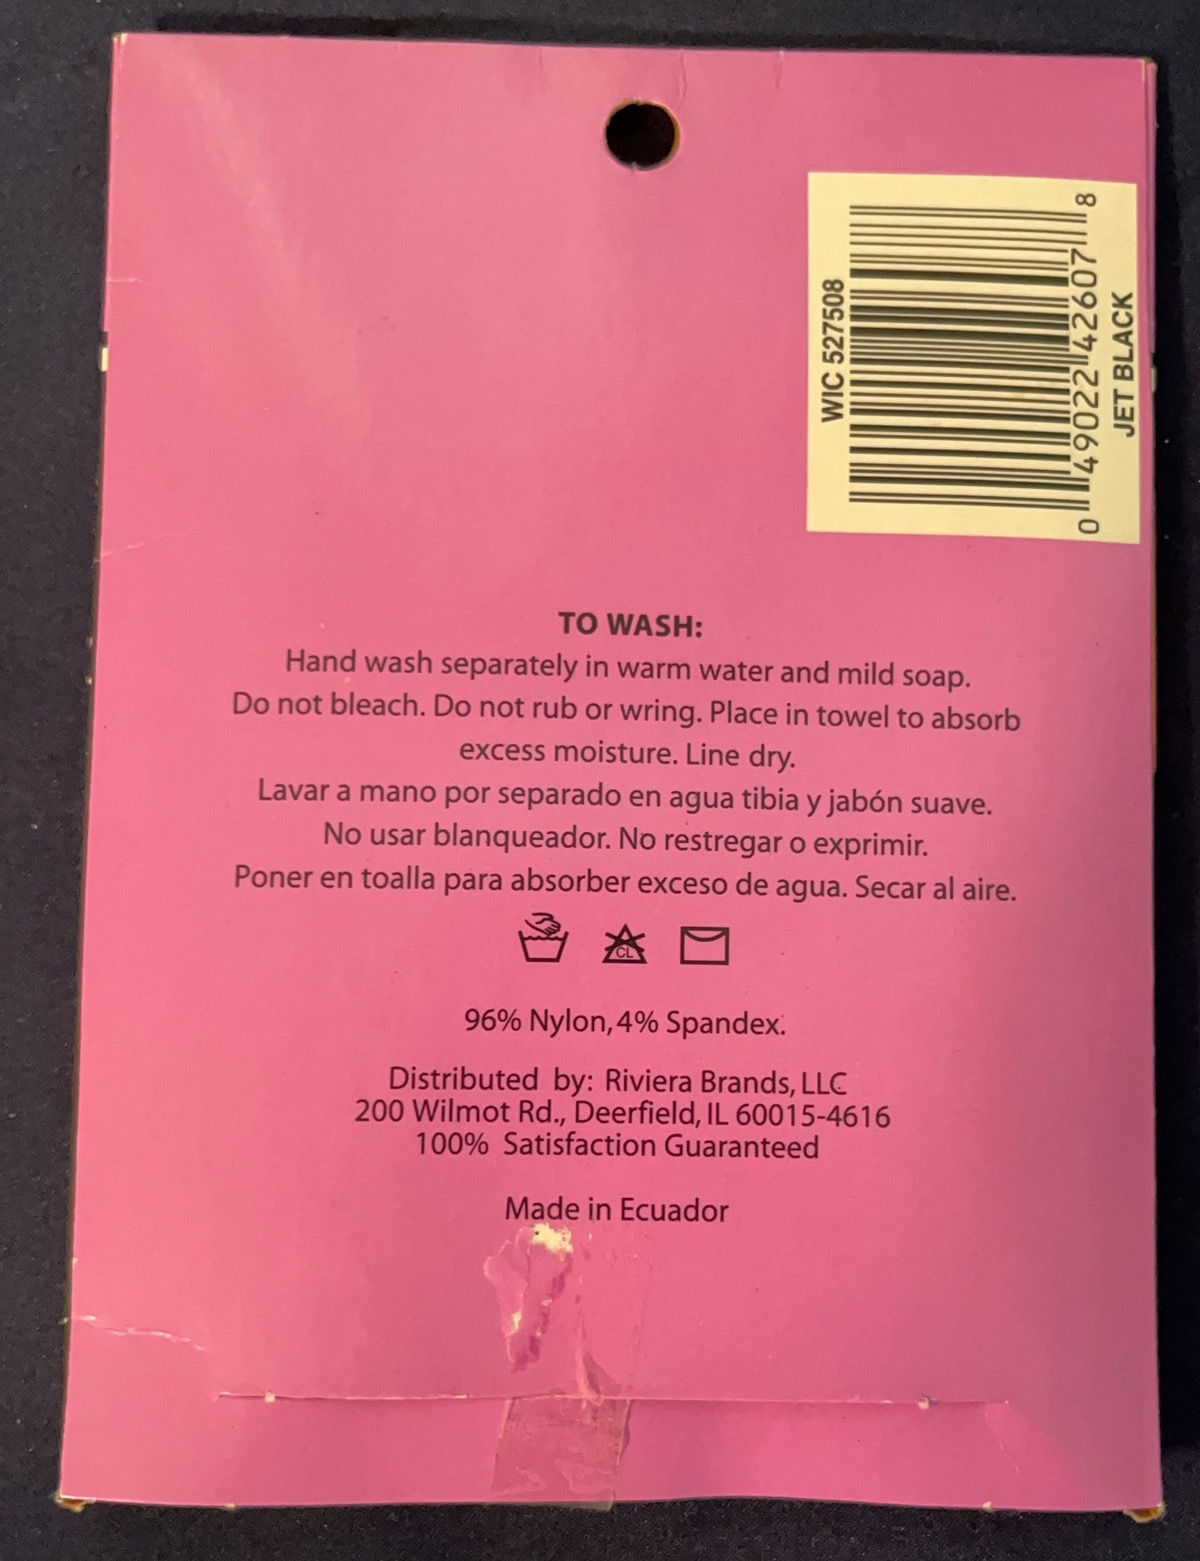 WIC 527508
0 49022 42607 8
JET BLACK
TO WASH:
Hand wash separately in warm water and mild soap.
Do not bleach. Do not rub or wring. Place in towel to absorb
excess moisture. Line dry.
Lavar a mano por separado en agua tibia y jabón suave.
No usar blanqueador. No restregar o exprimir.
Poner en toalla para absorber exceso de agua. Secar al aire.
CL
96% Nylon, 4% Spandex.
Distributed by: Riviera Brands, LLC
200 Wilmot Rd., Deerfield, IL 60015-4616
100% Satisfaction Guaranteed
Made in Ecuador